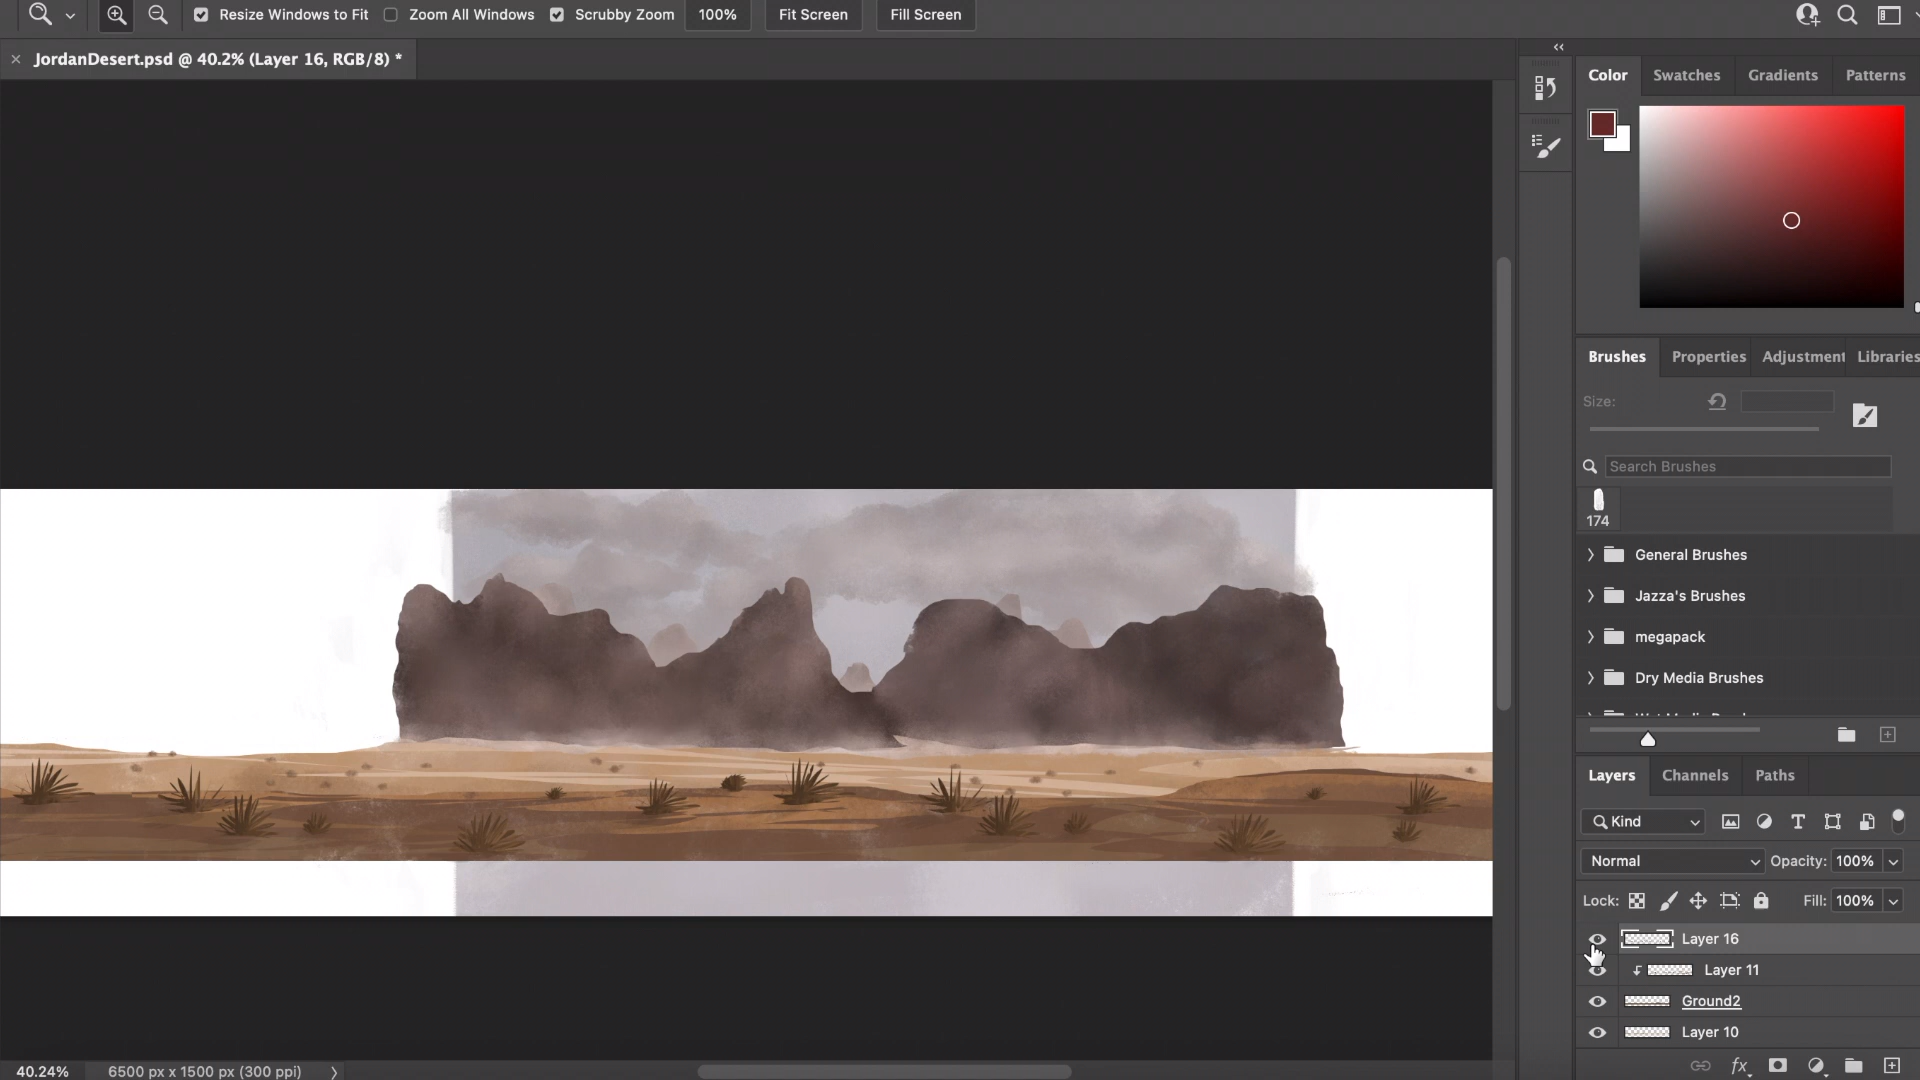 Resize Windows to Fit Zoom All Windows Scrubby Zoom 100% Fit Screen Fill Screen
× JordanDesert.psd @ 40.2% (Layer 16, RGB/8) *
Color Swatches Gradients Patterns
Brushes Properties Adjustment Libraries
Size:
Search Brushes
174
General Brushes
Jazza's Brushes
megapack
Dry Media Brushes
Layers Channels Paths
Kind
Normal Opacity: 100%
Lock: Fill: 100%
Layer 16
Layer 11
Ground2
Layer 10
fx
40.24% 6500 px x 1500 px (300 ppi)